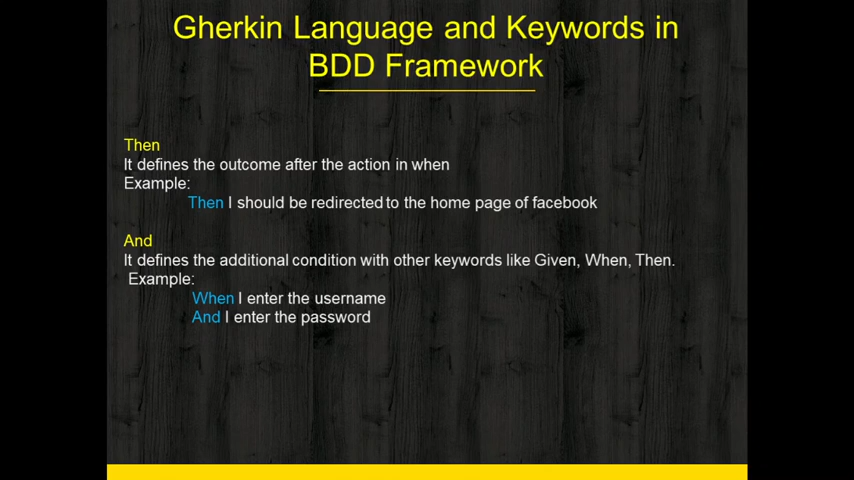 Gherkin Language and Keywords in
BDD Framework
Then
It defines the outcome after the action in when
Example:
Then I should be redirected to the home page of facebook
And
It defines the additional condition with other keywords like Given, When, Then.
Example:
When I enter the username
And I enter the password